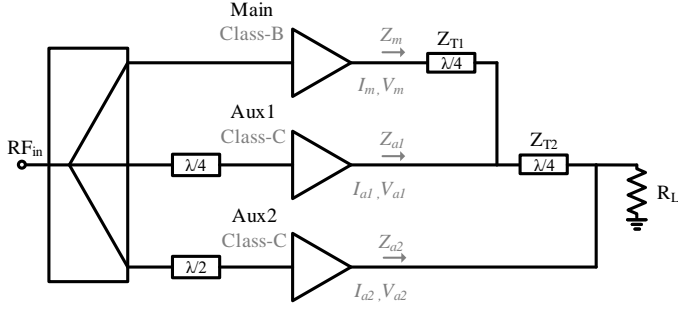 Main
Class-B
Z_m
Z_T1
λ/4
I_m, V_m
Aux1
Class-C
Z_a1
Z_T2
RF_in
λ/4
λ/4
R_L
I_a1, V_a1
Aux2
Class-C
Z_a2
λ/2
I_a2, V_a2